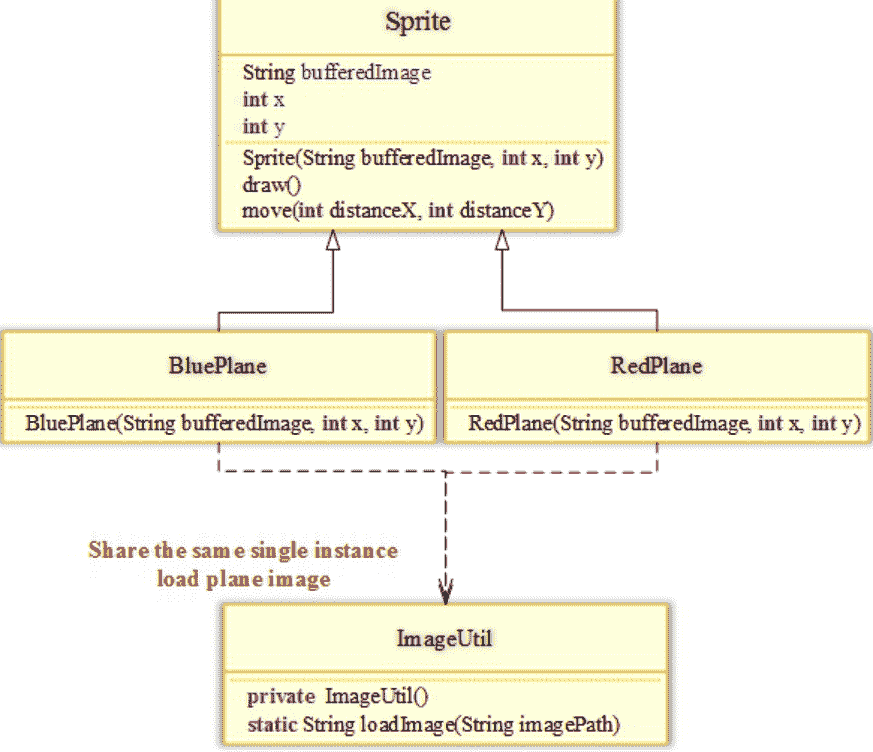 Sprite
String bufferedImage
int x
int y
Sprite(String bufferedImage, int x, int y)
draw()
move(int distanceX, int distanceY)
BluePlane
BluePlane(String bufferedImage, int x, int y)
RedPlane
RedPlane(String bufferedImage, int x, int y)
Share the same single instance
load plane image
ImageUtil
private ImageUtil()
static String loadImage(String imagePath)